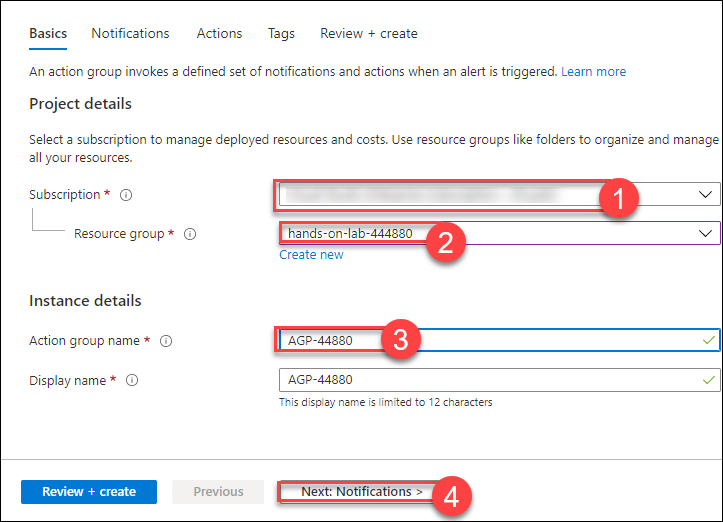 Basics Notifications Actions Tags Review + create
An action group invokes a defined set of notifications and actions when an alert is triggered. Learn more
Project details
Select a subscription to manage deployed resources and costs. Use resource groups like folders to organize and manage
all your resources.
Subscription * 1
Resource group * hands-on-lab-444880 2
Create new
Instance details
Action group name * AGP-44880 3
Display name * AGP-44880
This display name is limited to 12 characters
Review + create Previous Next: Notifications > 4